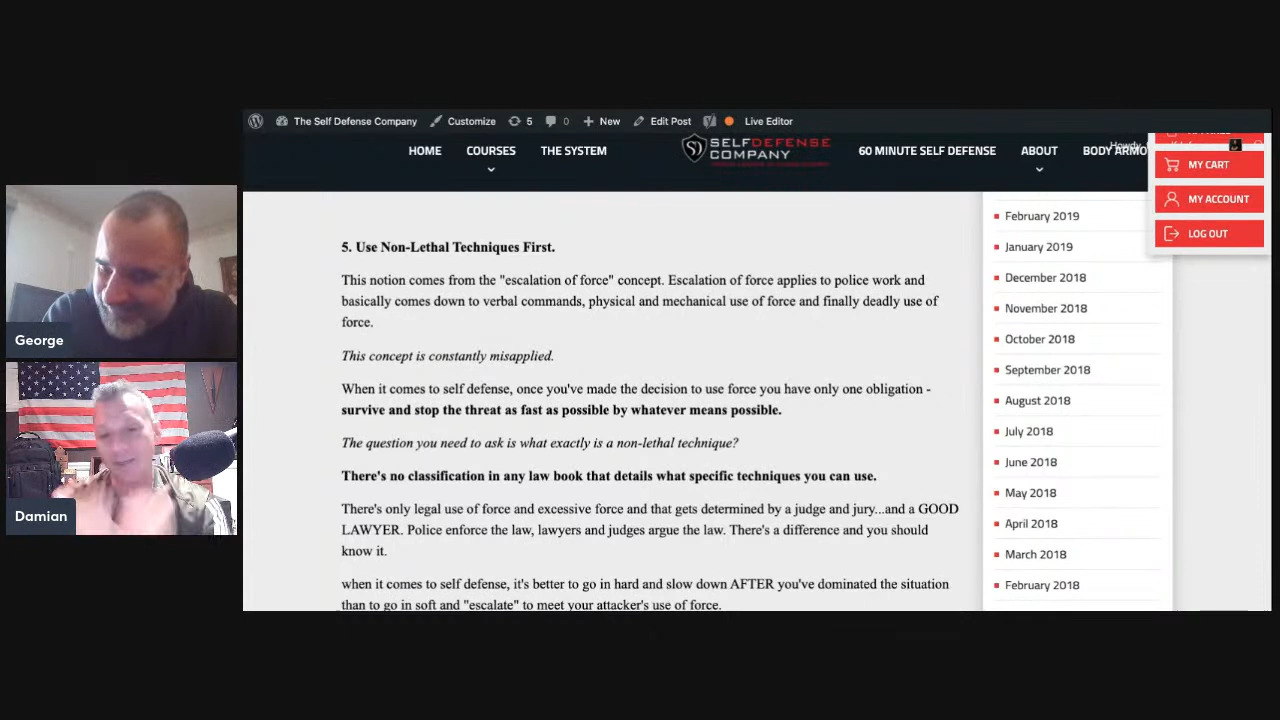 The Self Defense Company
Customize
5
0
New
Edit Post
Live Editor
HOME
COURSES
THE SYSTEM
SELFDEFENSE
COMPANY
60 MINUTE SELF DEFENSE
ABOUT
BODY ARMO
Howdy,
MY CART
MY ACCOUNT
LOG OUT
5. Use Non-Lethal Techniques First.
This notion comes from the "escalation of force" concept. Escalation of force applies to police work and
basically comes down to verbal commands, physical and mechanical use of force and finally deadly use of
force.
This concept is constantly misapplied.
When it comes to self defense, once you've made the decision to use force you have only one obligation -
survive and stop the threat as fast as possible by whatever means possible.
The question you need to ask is what exactly is a non-lethal technique?
There's no classification in any law book that details what specific techniques you can use.
There's only legal use of force and excessive force and that gets determined by a judge and jury...and a GOOD
LAWYER. Police enforce the law, lawyers and judges argue the law. There's a difference and you should
know it.
when it comes to self defense, it's better to go in hard and slow down AFTER you've dominated the situation
than to go in soft and "escalate" to meet your attacker's use of force.
February 2019
January 2019
December 2018
November 2018
October 2018
September 2018
August 2018
July 2018
June 2018
May 2018
April 2018
March 2018
February 2018
George
Damian